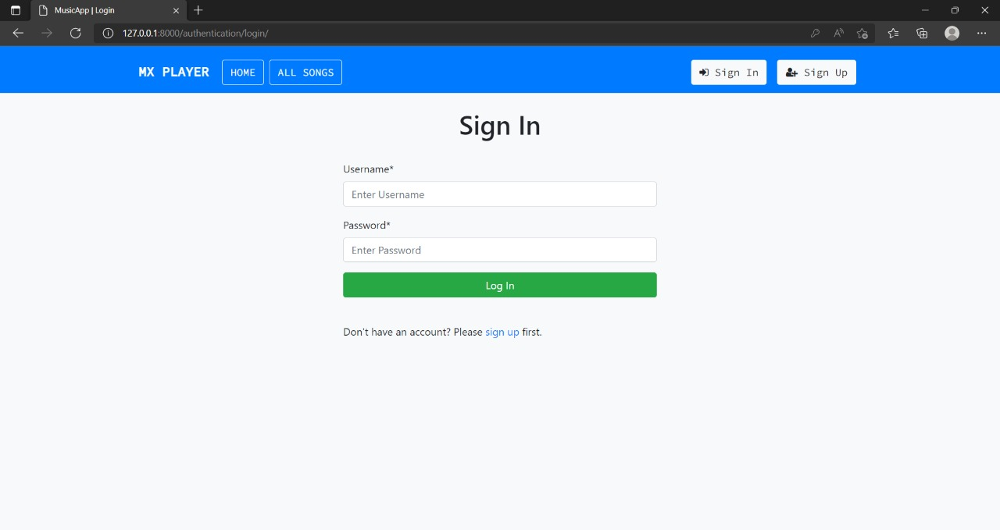 MusicApp | Login
127.0.0.1:8000/authentication/login/
MX PLAYER HOME ALL SONGS Sign In Sign Up
Sign In
Username*
Enter Username
Password*
Enter Password
Log In
Don't have an account? Please sign up first.